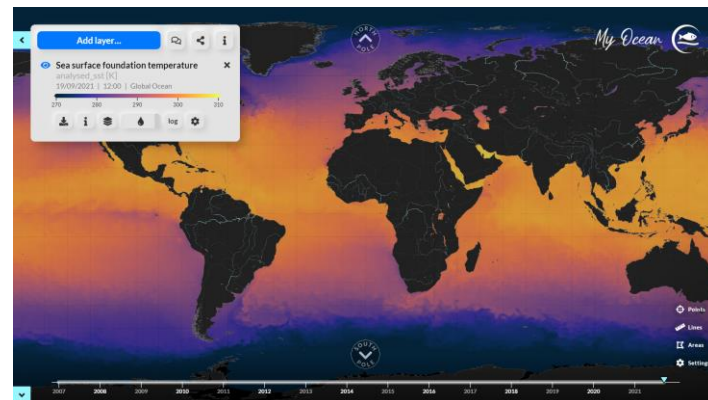 Add layer...
i
Sea surface foundation temperature
×
analysed_sst [K]
19/09/2021 | 12:00 | Global Ocean
270 280 290 300 310
i
log
NORTH
POLE
My Ocean
Points
Lines
Areas
Setting
SOUTH
POLE
2007 2008 2009 2010 2011 2012 2013 2014 2015 2016 2017 2018 2019 2020 2021